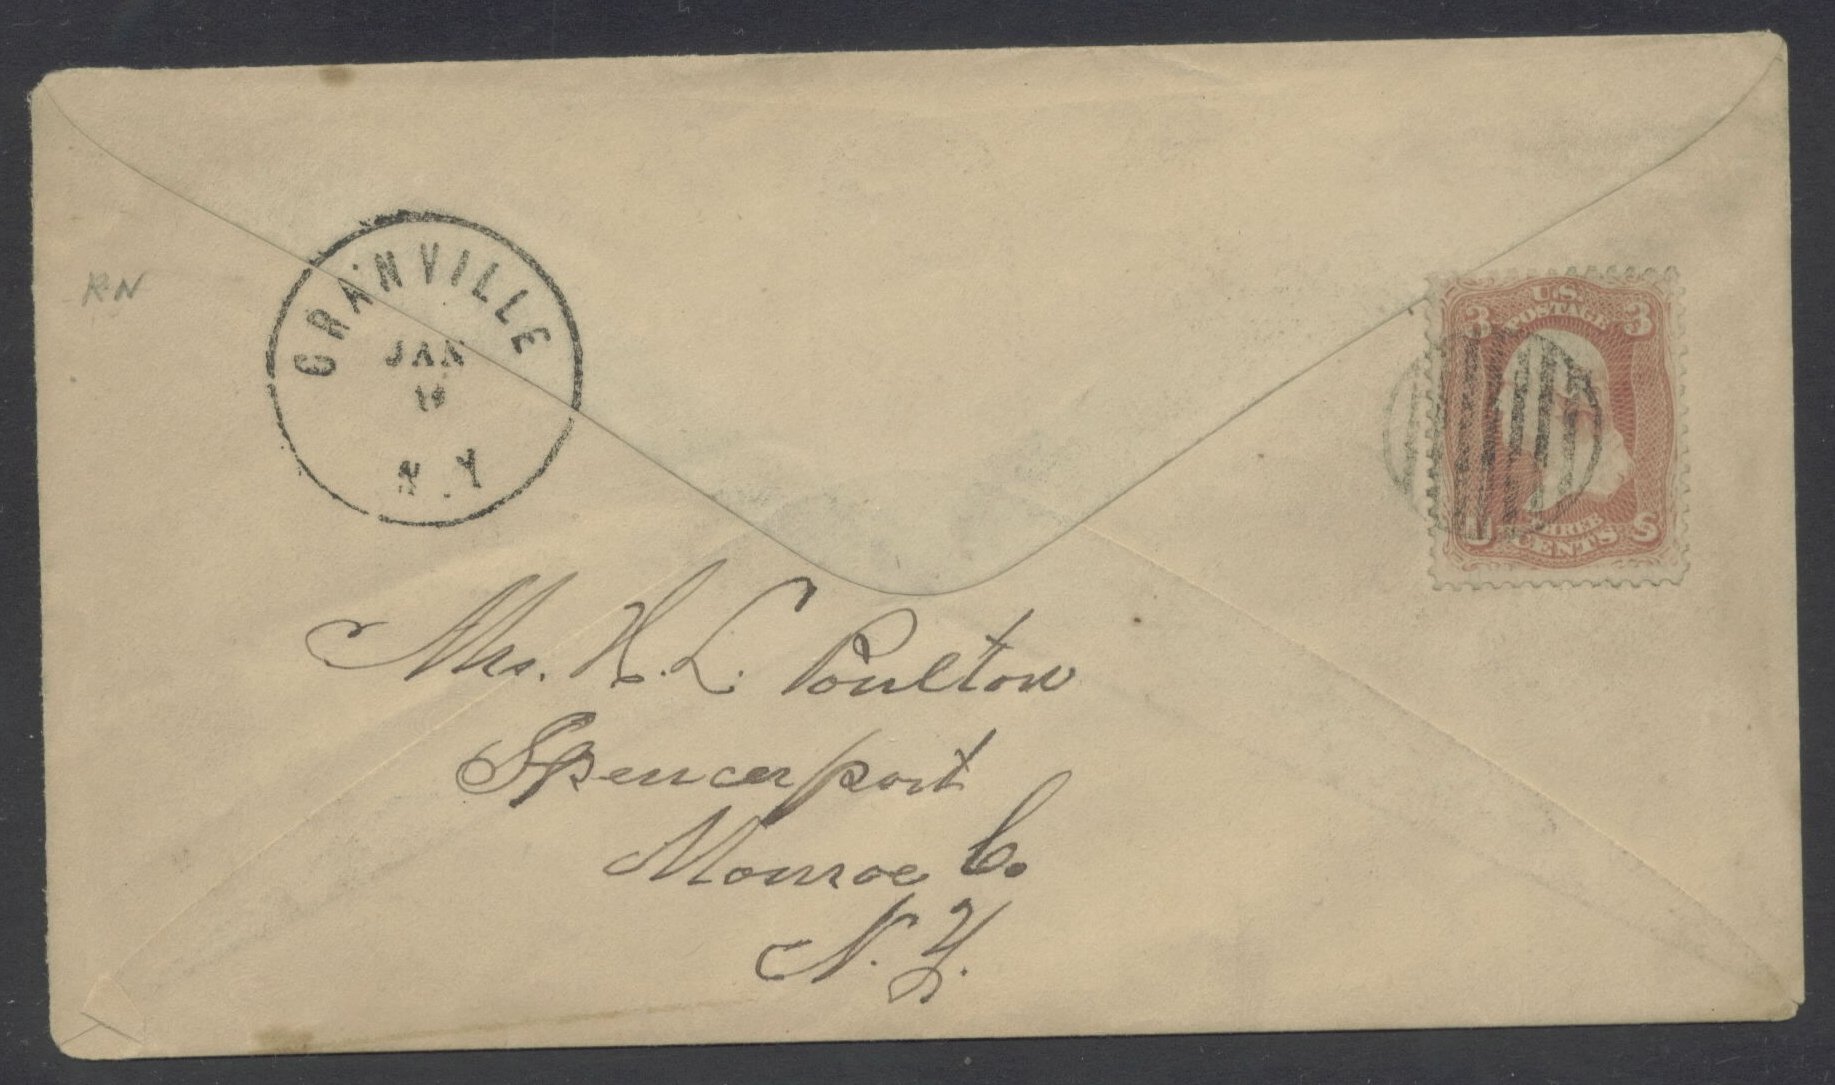 GRANVILLE
JAN
N.Y
RN
U.S.
POSTAGE
3 3
U THREE S
CENTS
Mrs. H. L. Poulton
Spencerport
Monroe Co.
N. Y.